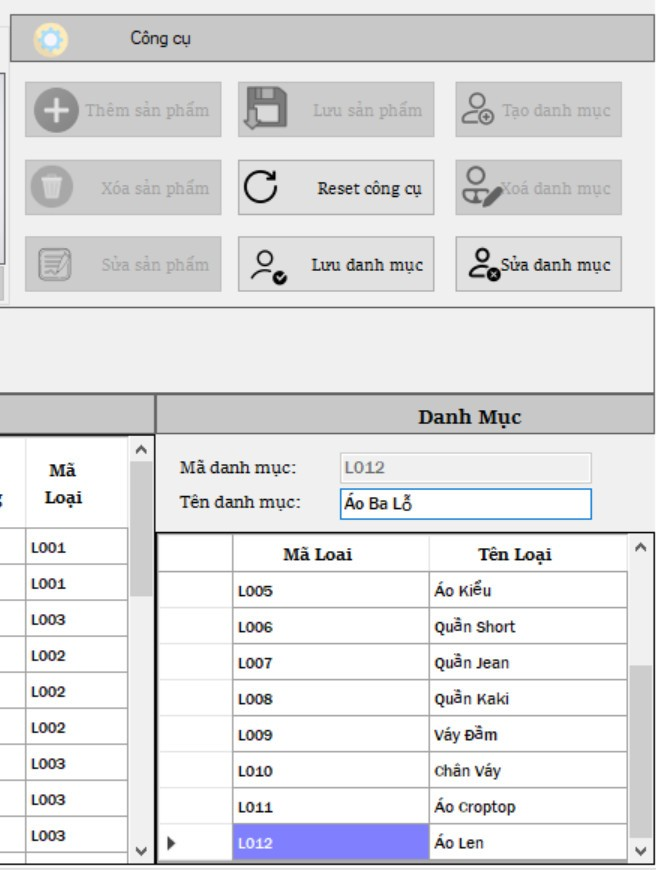 Công cụ
Thêm sản phẩm
Lưu sản phẩm
Tạo danh mục
Xóa sản phẩm
Reset công cụ
Xoá danh mục
Sửa sản phẩm
Lưu danh mục
Sửa danh mục
Danh Mục
Mã Loại
Mã danh mục: L012
Tên danh mục: Áo Ba Lỗ
Mã Loai Tên Loại
L001
L001
L003
L002
L002
L002
L003
L003
L003
L005 Áo Kiểu
L006 Quần Short
L007 Quần Jean
L008 Quần Kaki
L009 Váy Đầm
L010 Chân Váy
L011 Áo Croptop
L012 Áo Len